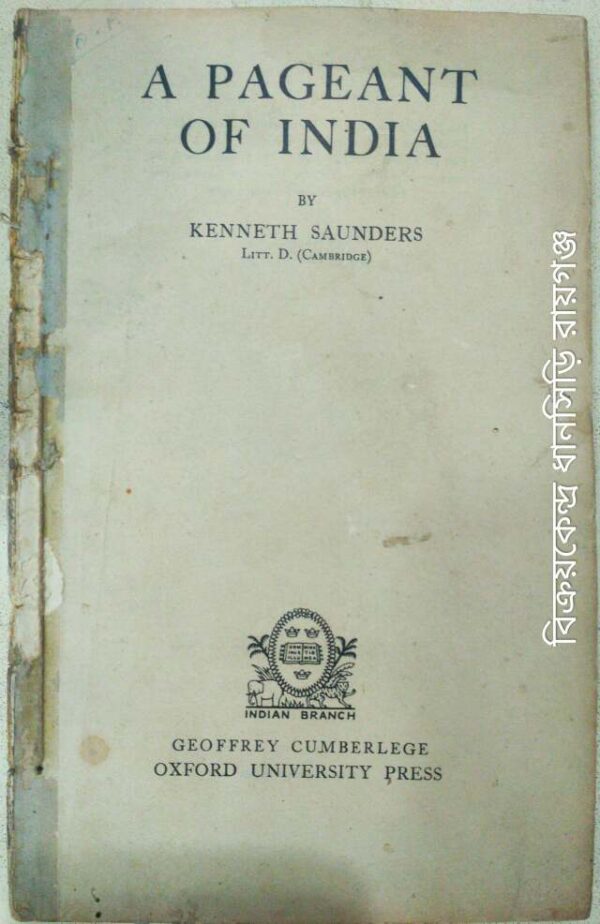 A PAGEANT
OF INDIA
BY
KENNETH SAUNDERS
LITT. D. (CAMBRIDGE)
INDIAN BRANCH
GEOFFREY CUMBERLEGE
OXFORD UNIVERSITY PRESS
বিক্রয়কেন্দ্র ধানসিড়ি রায়গঞ্জ